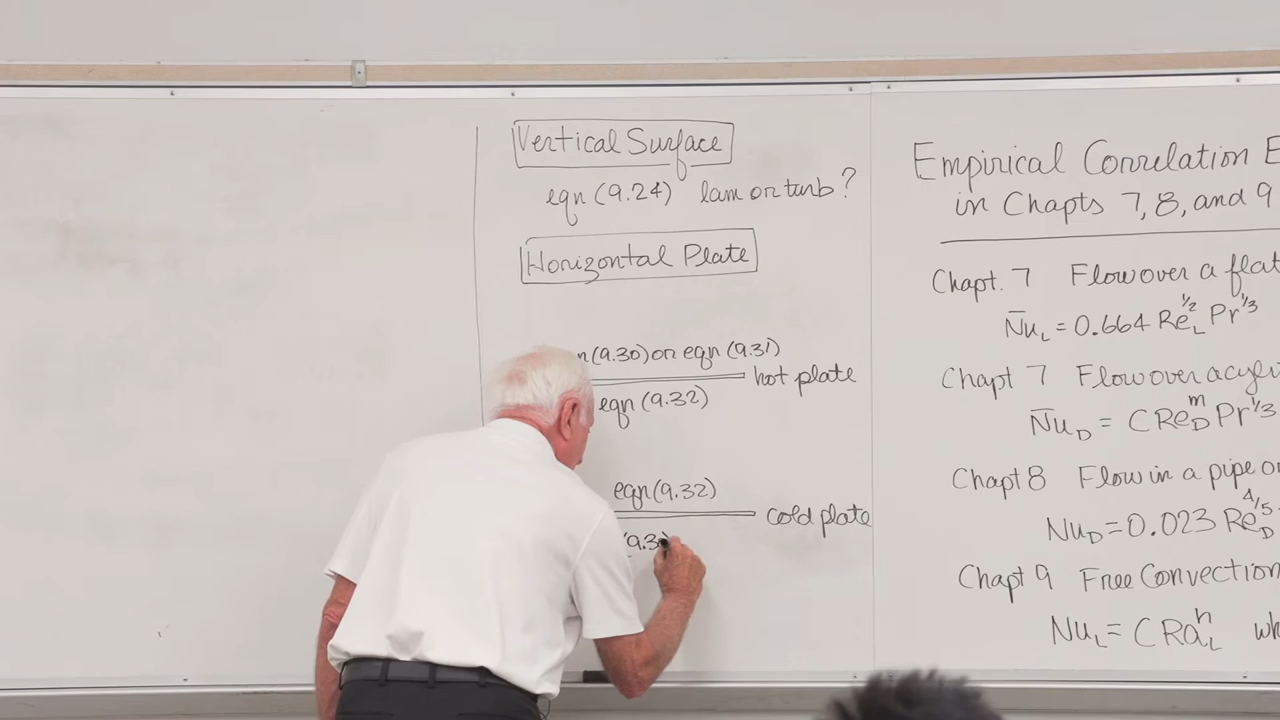 Vertical Surface
eqn (9.24) lam or turb?
Horizontal Plate
n (9.30) or eqn (9.31)
hot plate
eqn (9.32)
eqn (9.32)
cold plate
(9.30
Empirical Correlation E
in Chapts 7, 8, and 9
Chapt. 7 Flow over a flat
N̄u_L = 0.664 Re_L^1/2 Pr^1/3
Chapt 7 Flow over a cyli
N̄u_D = C Re_D^m Pr^1/3
Chapt 8 Flow in a pipe o
Nu_D = 0.023 Re_D^4/5
Chapt 9 Free Convection
Nu_L = C Ra_L^n wh